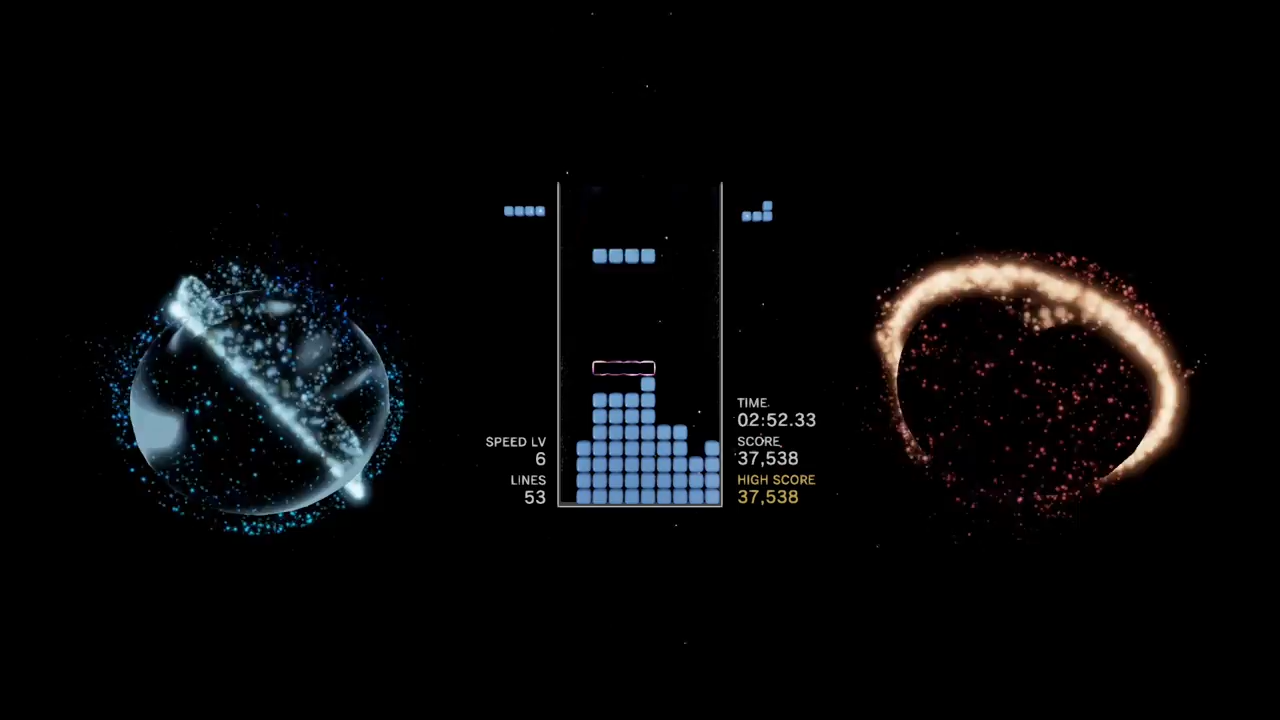 SPEED LV
6
LINES
53
TIME
02:52.33
SCORE
37,538
HIGH SCORE
37,538